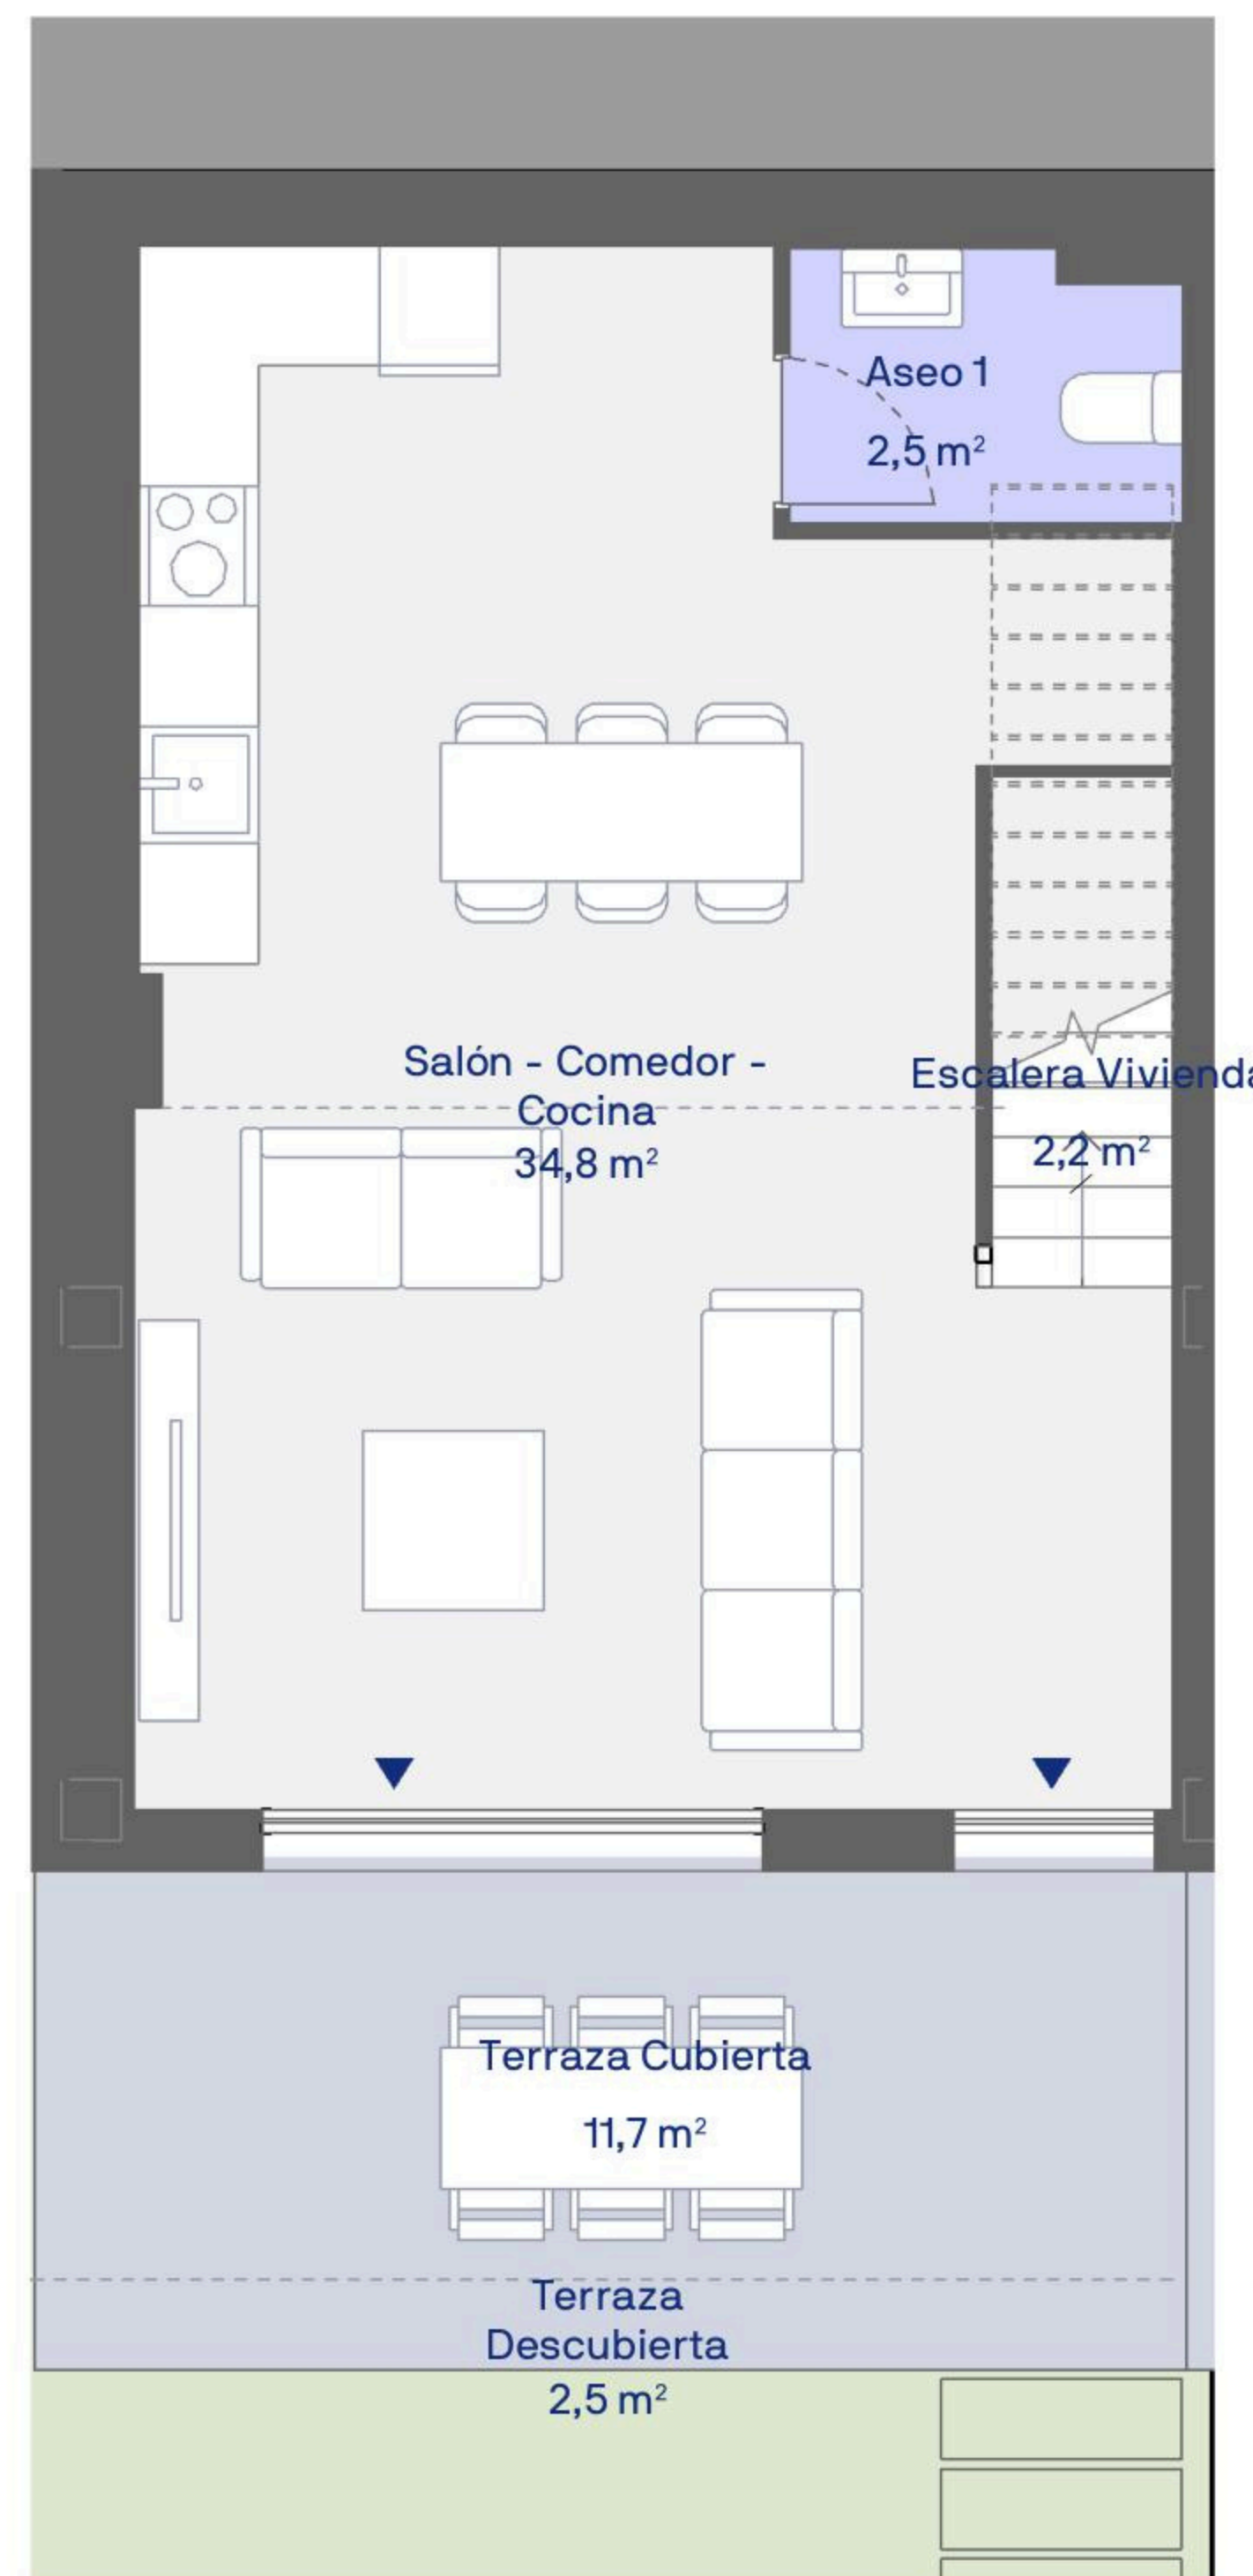 Aseo 1
2,5 m²
Salón - Comedor -
Cocina
34,8 m²
Escalera Vivienda
2,2 m²
Terraza Cubierta
11,7 m²
Terraza
Descubierta
2,5 m²